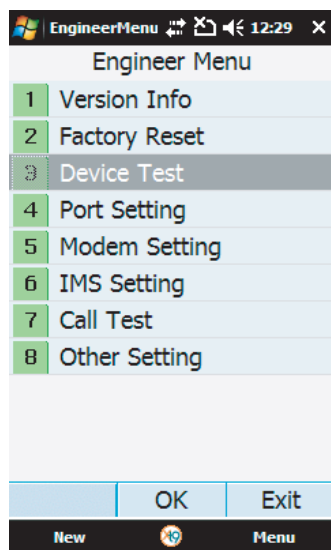 EngineerMenu 12:29 X
Engineer Menu
1 Version Info
2 Factory Reset
3 Device Test
4 Port Setting
5 Modem Setting
6 IMS Setting
7 Call Test
8 Other Setting
OK Exit
New Menu